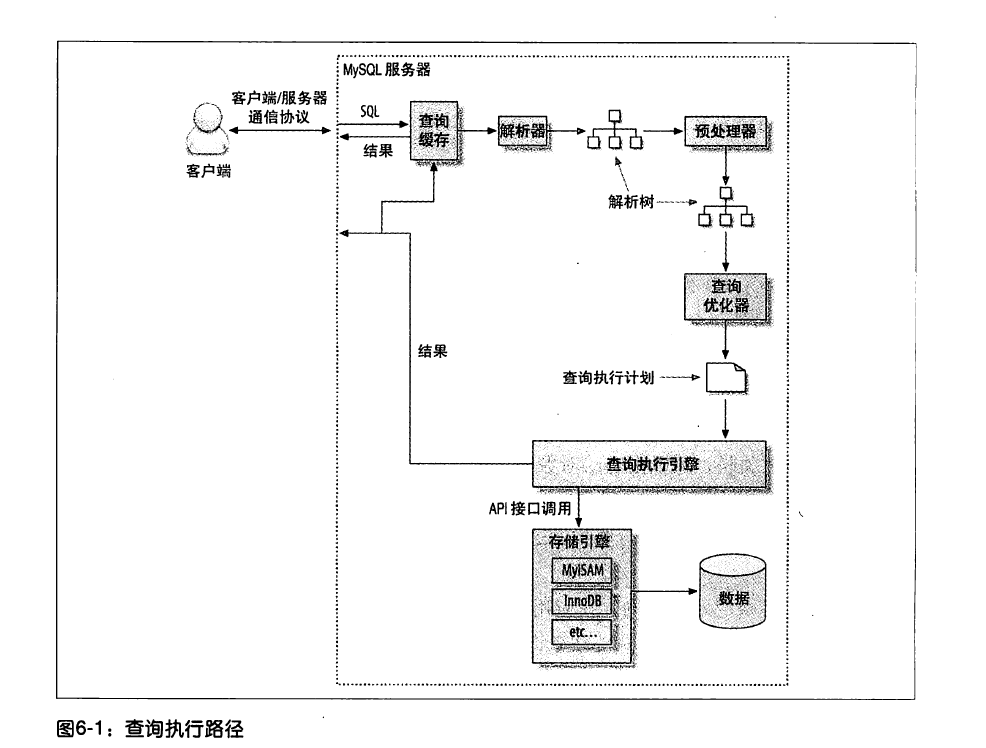 MySQL 服务器
客户端/服务器
通信协议
客户端
SQL
结果
查询
缓存
解析器
预处理器
解析树
查询
优化器
结果
查询执行计划
查询执行引擎
API 接口调用
存储引擎
MyISAM
InnoDB
etc...
数据
图6-1：查询执行路径